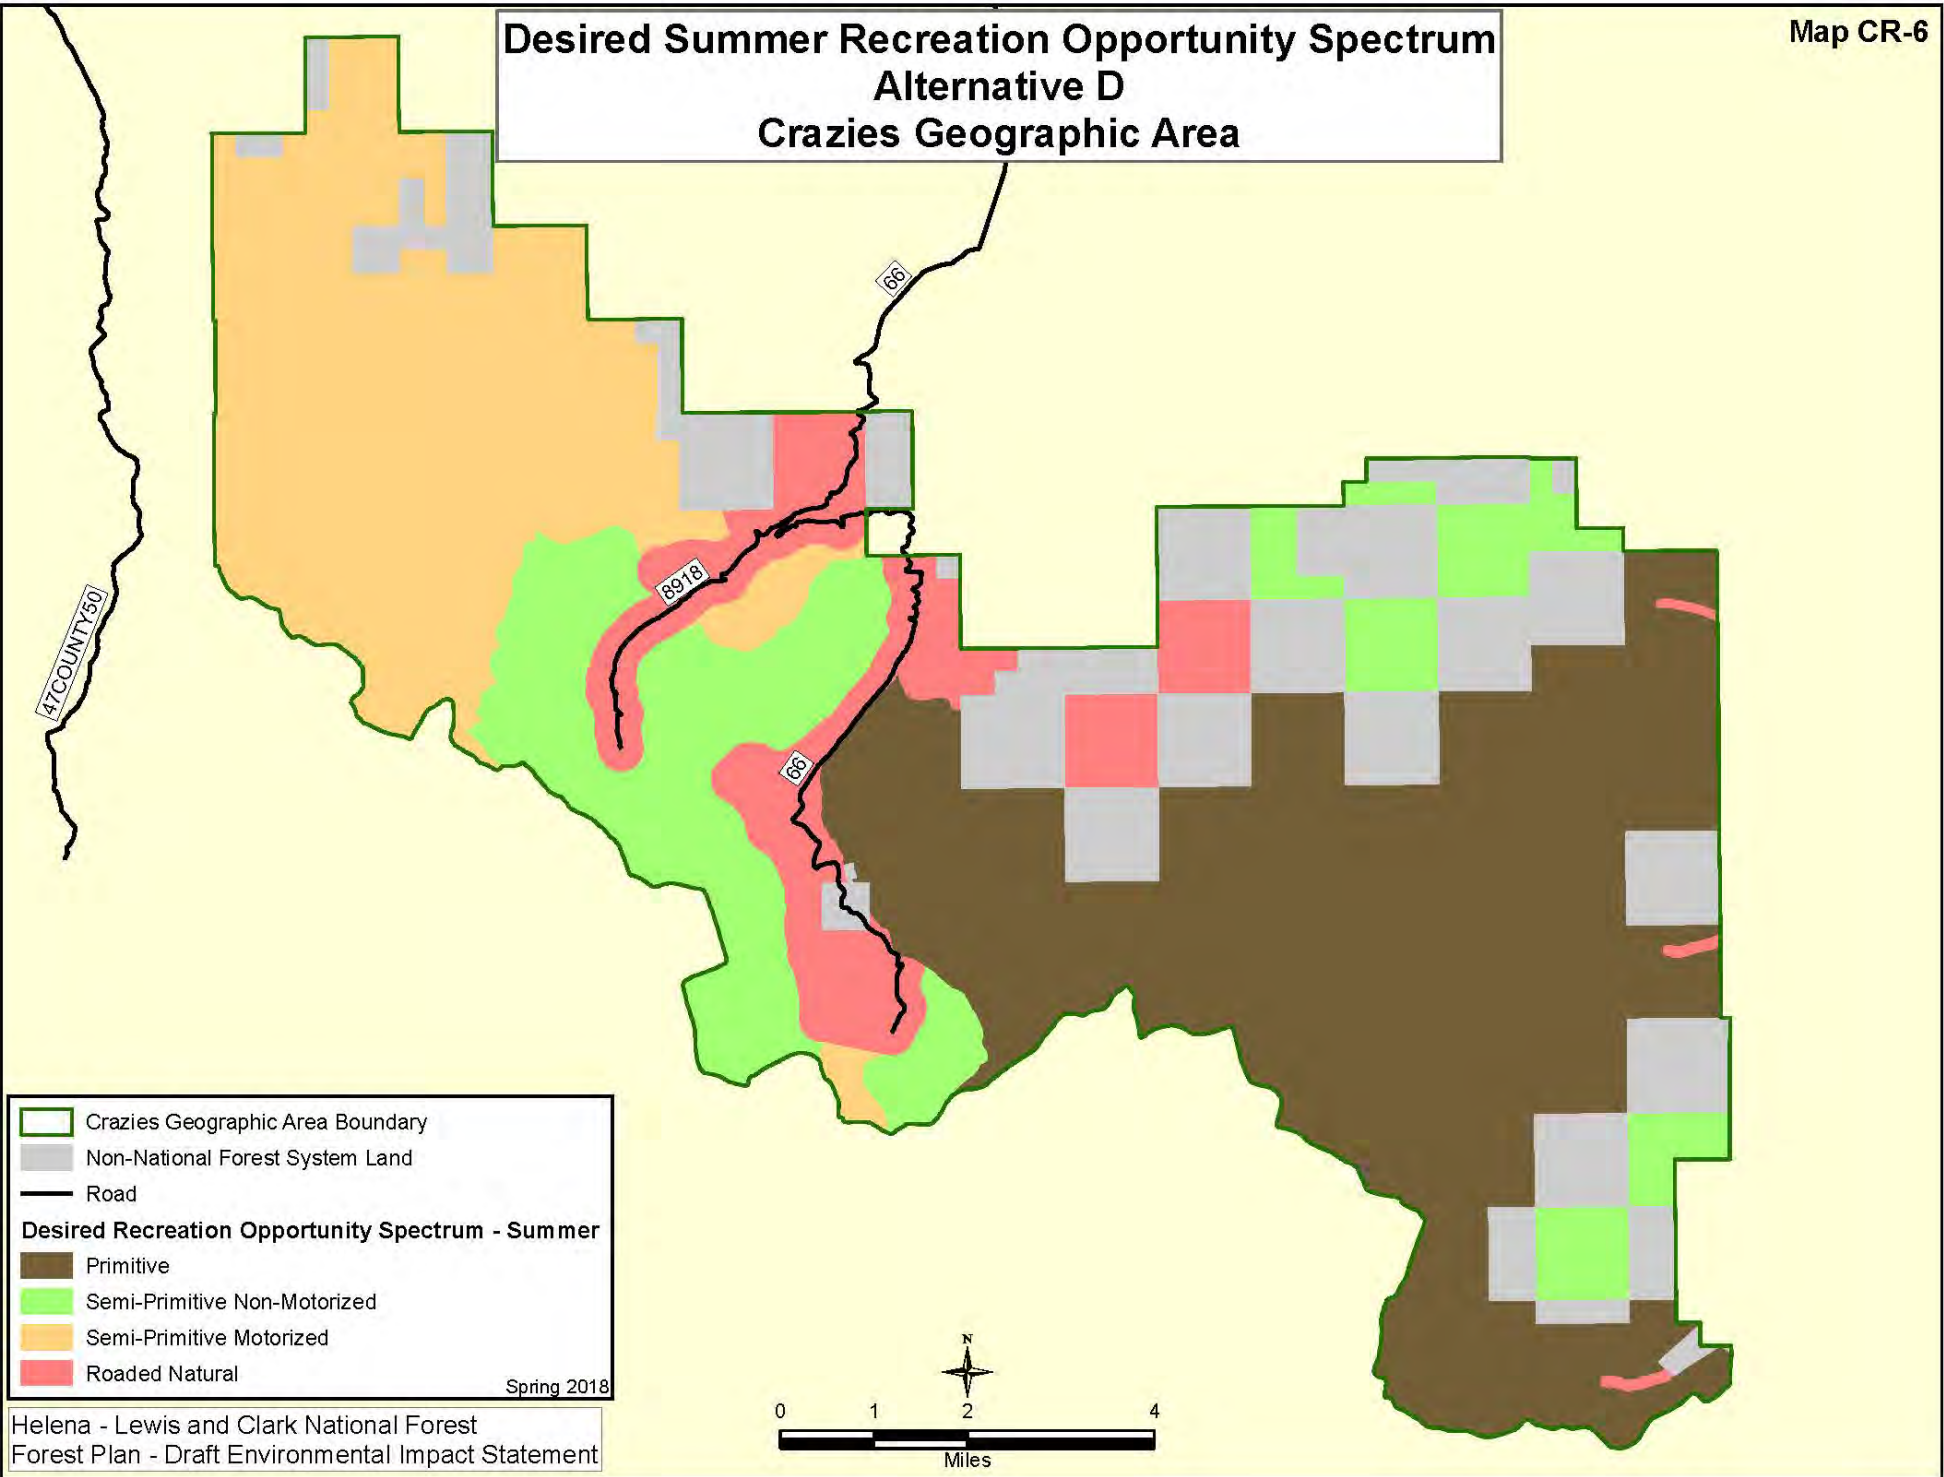 Desired Summer Recreation Opportunity Spectrum
Alternative D
Crazies Geographic Area
Map CR-6
66
8918
47COUNTY50
66
Crazies Geographic Area Boundary
Non-National Forest System Land
Road
Desired Recreation Opportunity Spectrum - Summer
Primitive
Semi-Primitive Non-Motorized
Semi-Primitive Motorized
Roaded Natural
Spring 2018
Helena - Lewis and Clark National Forest
Forest Plan - Draft Environmental Impact Statement
N
0 1 2 4
Miles